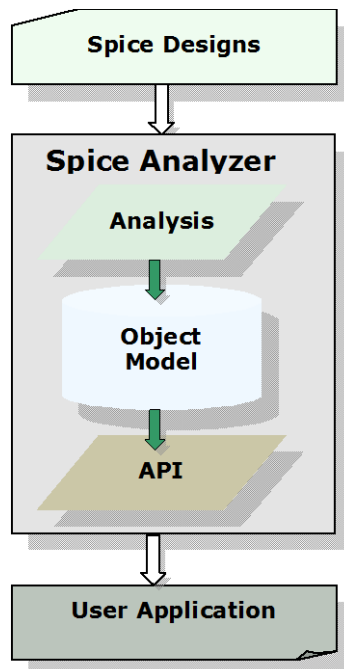 Spice Designs
Spice Analyzer
Analysis
Object
Model
API
User Application